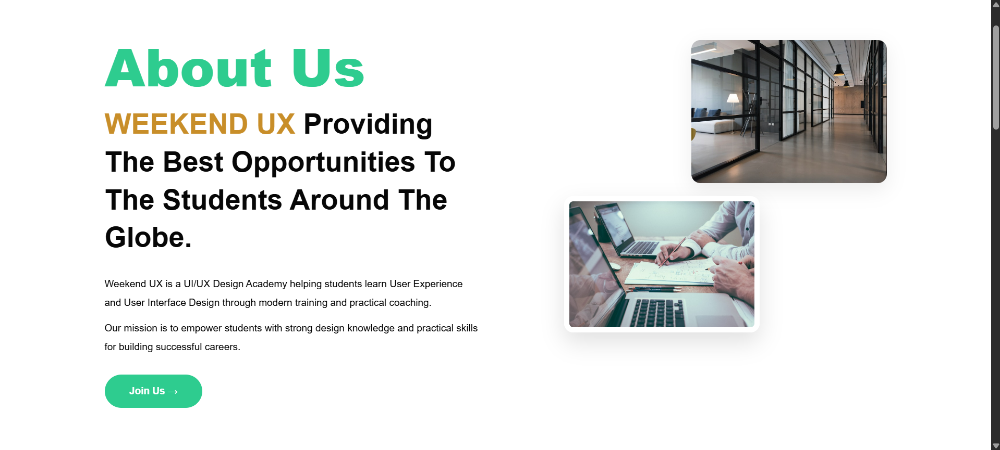 About Us
WEEKEND UX Providing
The Best Opportunities To
The Students Around The
Globe.
Weekend UX is a UI/UX Design Academy helping students learn User Experience
and User Interface Design through modern training and practical coaching.
Our mission is to empower students with strong design knowledge and practical skills
for building successful careers.
Join Us →